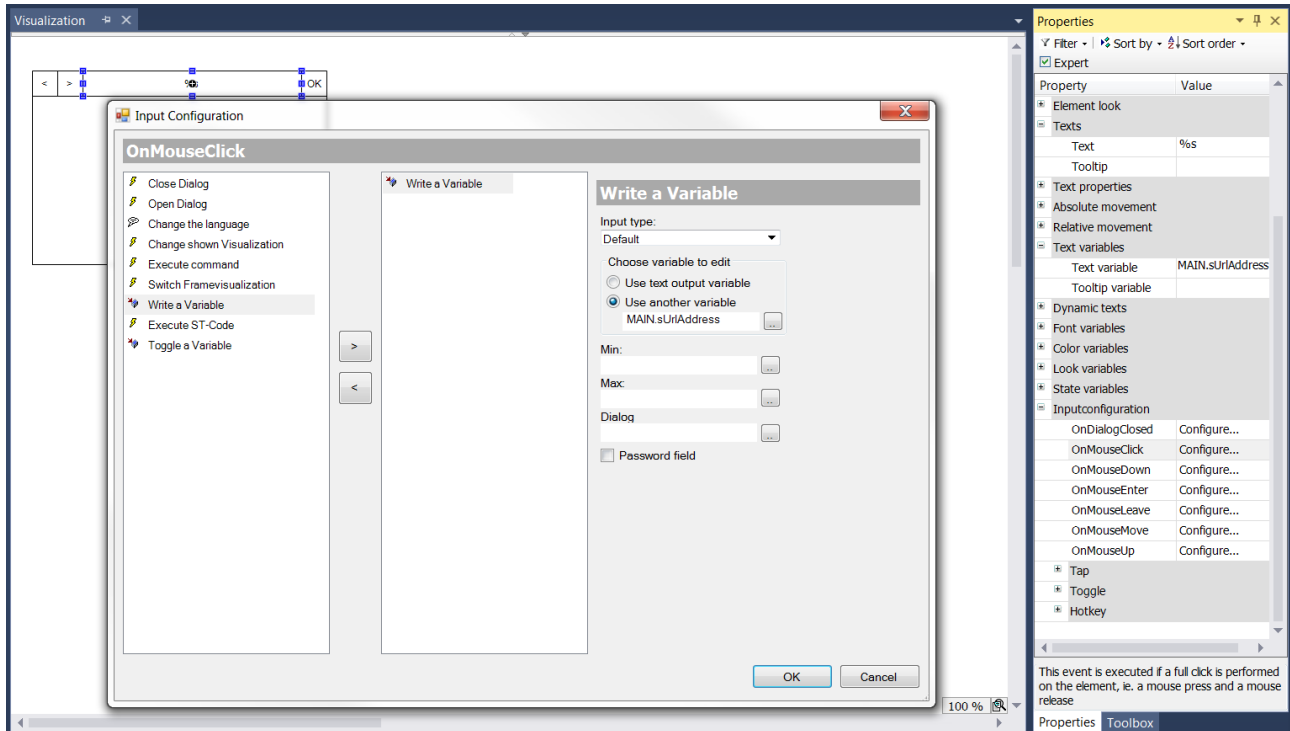 Visualization
< > %s OK
Input Configuration
OnMouseClick
Close Dialog
Open Dialog
Change the language
Change shown Visualization
Execute command
Switch Framevisualization
Write a Variable
Execute ST-Code
Toggle a Variable
>
<
Write a Variable
Write a Variable
Input type:
Default
Choose variable to edit
Use text output variable
Use another variable
MAIN.sUrlAddress
..
Min:
..
Max:
..
Dialog
..
Password field
OK Cancel
100 %
Properties
Filter Sort by Sort order
Expert
Property Value
Element look
Texts
Text %s
Tooltip
Text properties
Absolute movement
Relative movement
Text variables
Text variable MAIN.sUrlAddress
Tooltip variable
Dynamic texts
Font variables
Color variables
Look variables
State variables
Inputconfiguration
OnDialogClosed Configure...
OnMouseClick Configure...
OnMouseDown Configure...
OnMouseEnter Configure...
OnMouseLeave Configure...
OnMouseMove Configure...
OnMouseUp Configure...
Tap
Toggle
Hotkey
This event is executed if a full click is performed
on the element, ie. a mouse press and a mouse
release
Properties Toolbox